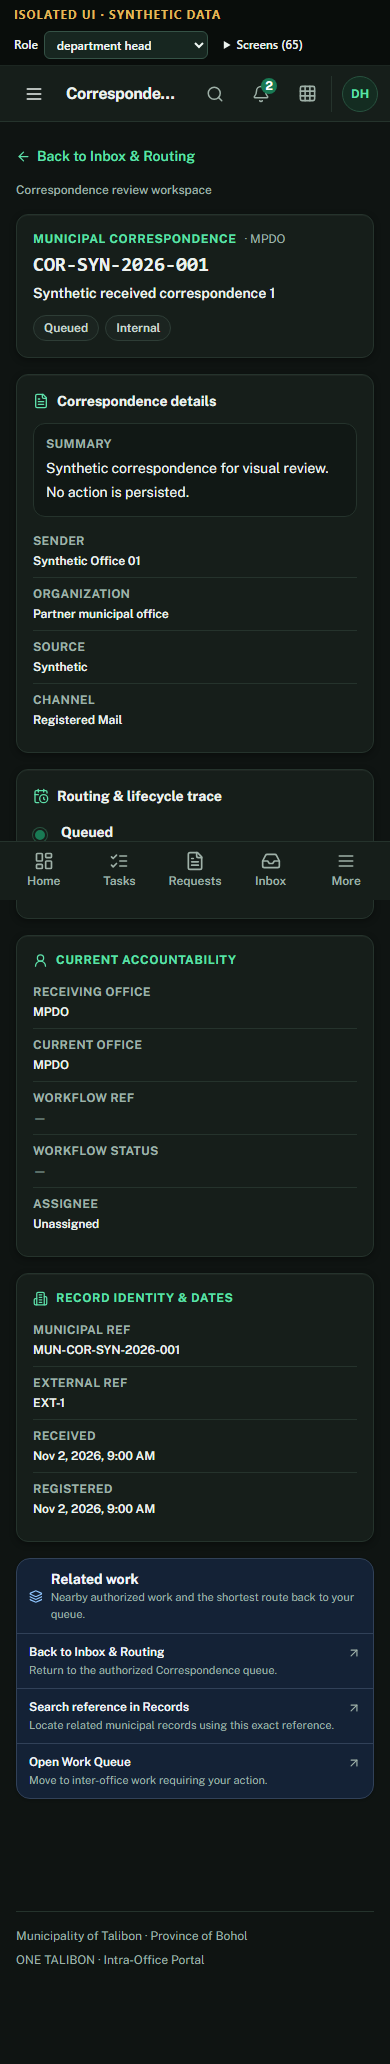 ISOLATED UI · SYNTHETIC DATA
Role
department head
Screens (65)
Corresponde...
2
DH
Back to Inbox & Routing
Correspondence review workspace
MUNICIPAL CORRESPONDENCE · MPDO
COR-SYN-2026-001
Synthetic received correspondence 1
Queued
Internal
Correspondence details
SUMMARY
Synthetic correspondence for visual review.
No action is persisted.
SENDER
Synthetic Office 01
ORGANIZATION
Partner municipal office
SOURCE
Synthetic
CHANNEL
Registered Mail
Routing & lifecycle trace
Queued
Home
Tasks
Requests
Inbox
More
CURRENT ACCOUNTABILITY
RECEIVING OFFICE
MPDO
CURRENT OFFICE
MPDO
WORKFLOW REF
—
WORKFLOW STATUS
—
ASSIGNEE
Unassigned
RECORD IDENTITY & DATES
MUNICIPAL REF
MUN-COR-SYN-2026-001
EXTERNAL REF
EXT-1
RECEIVED
Nov 2, 2026, 9:00 AM
REGISTERED
Nov 2, 2026, 9:00 AM
Related work
Nearby authorized work and the shortest route back to your
queue.
Back to Inbox & Routing
Return to the authorized Correspondence queue.
Search reference in Records
Locate related municipal records using this exact reference.
Open Work Queue
Move to inter-office work requiring your action.
Municipality of Talibon · Province of Bohol
ONE TALIBON · Intra-Office Portal